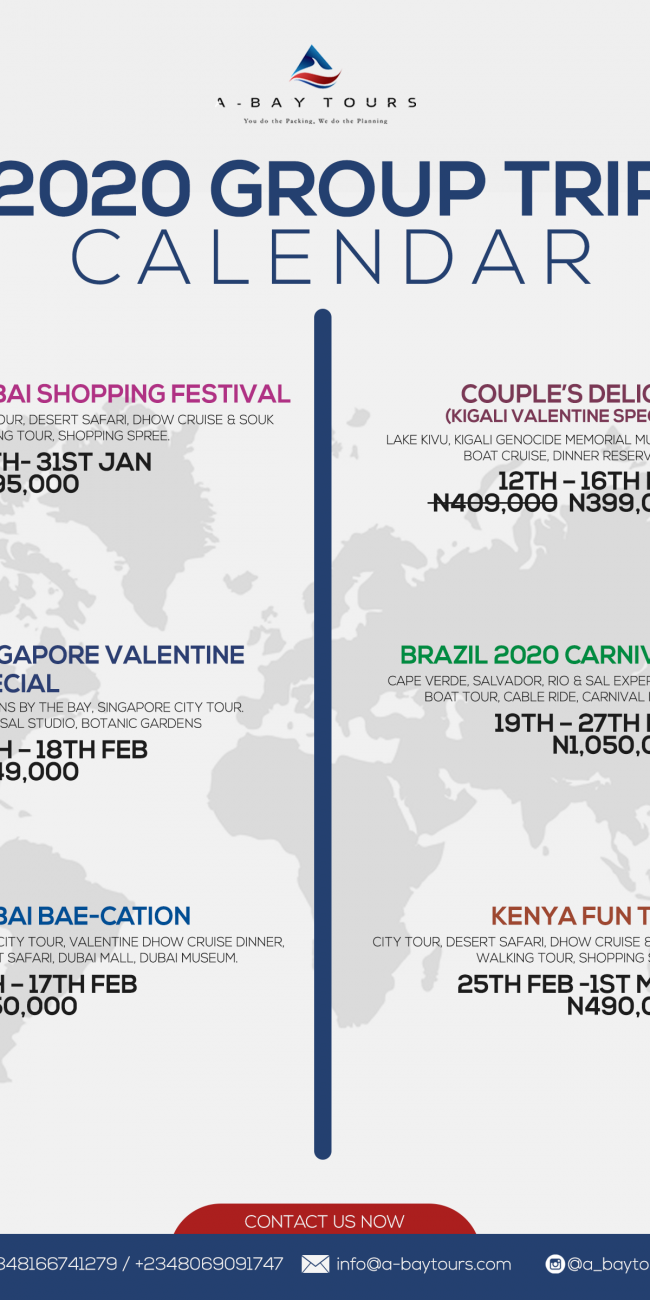 A-BAY TOURS
You do the Packing, We do the Planning
2020 GROUP TRIP
CALENDAR
BAI SHOPPING FESTIVAL
OUR, DESERT SAFARI, DHOW CRUISE & SOUK
NG TOUR, SHOPPING SPREE.
TH- 31ST JAN
95,000
GAPORE VALENTINE
ECIAL
NS BY THE BAY, SINGAPORE CITY TOUR.
SAL STUDIO, BOTANIC GARDENS
H – 18TH FEB
49,000
BAI BAE-CATION
CITY TOUR, VALENTINE DHOW CRUISE DINNER,
T SAFARI, DUBAI MALL, DUBAI MUSEUM.
H – 17TH FEB
50,000
COUPLE'S DELIG
(KIGALI VALENTINE SPEC
LAKE KIVU, KIGALI GENOCIDE MEMORIAL MU
BOAT CRUISE, DINNER RESERV
12TH – 16TH F
N409,000 N399,0
BRAZIL 2020 CARNIV
CAPE VERDE, SALVADOR, RIO & SAL EXPER
BOAT TOUR, CABLE RIDE, CARNIVAL
19TH – 27TH F
N1,050,0
KENYA FUN T
CITY TOUR, DESERT SAFARI, DHOW CRUISE &
WALKING TOUR, SHOPPING S
25TH FEB -1ST M
N490,0
CONTACT US NOW
348166741279 / +2348069091747 info@a-baytours.com @a_bayto